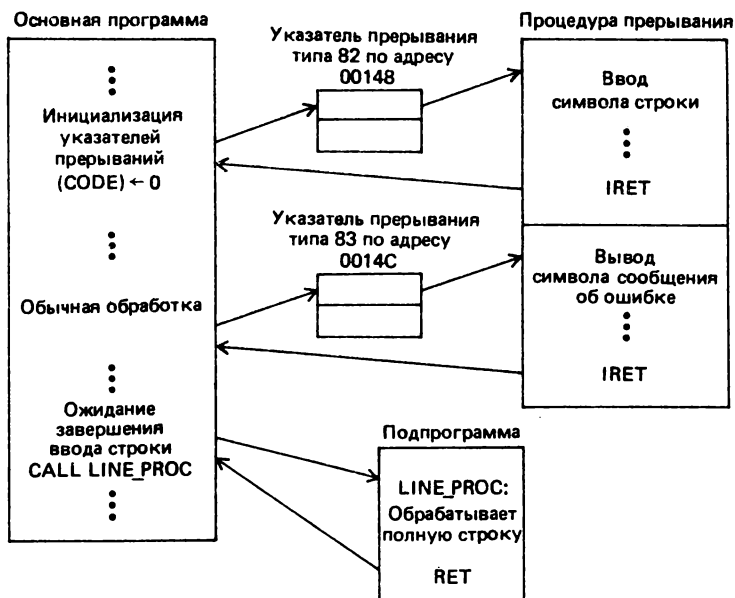 Основная программа
Инициализация
указателей
прерываний
(CODE) ← 0
Обычная обработка
Ожидание
завершения
ввода строки
CALL LINE_PROC
Указатель прерывания
типа 82 по адресу
00148
Указатель прерывания
типа 83 по адресу
0014C
Процедура прерывания
Ввод
символа строки
IRET
Вывод
символа сообщения
об ошибке
IRET
Подпрограмма
LINE_PROC:
Обрабатывает
полную строку
RET